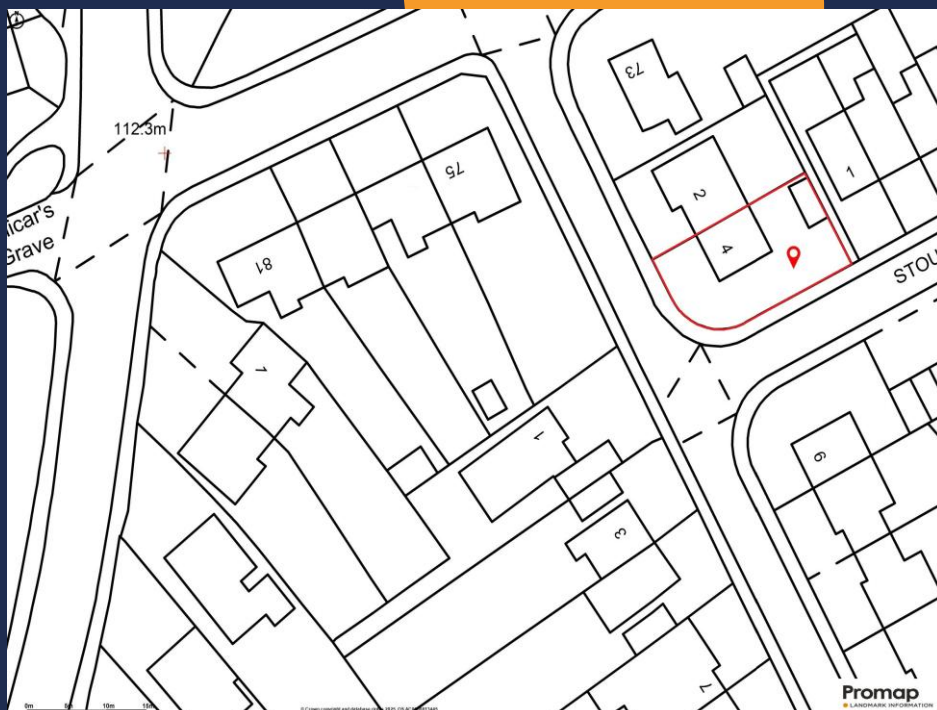 112.3m
73
75
2
1
icar's
Grave
81
4
STOU
1
1
6
3
7
0m
10m
Promap
LANDMARK INFORMATION